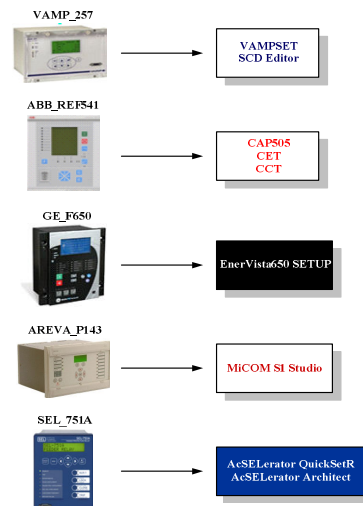 VAMP_257
VAMPSET
SCD Editor
ABB_REF541
CAP505
CET
CCT
GE_F650
EnerVista650 SETUP
AREVA_P143
MiCOM S1 Studio
SEL_751A
AcSELerator QuickSetR
AcSELerator Architect